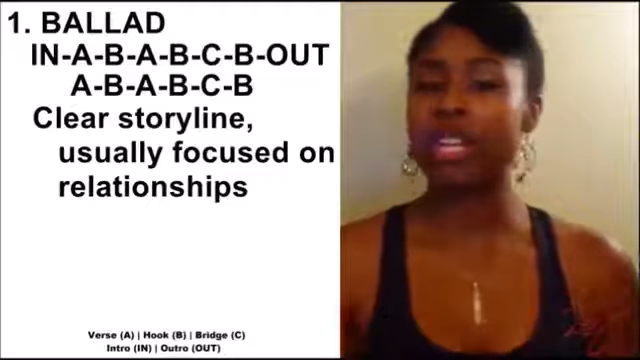 1. BALLAD
IN-A-B-A-B-C-B-OUT
A-B-A-B-C-B
Clear storyline,
usually focused on
relationships
Verse (A) | Hook (B) | Bridge (C)
Intro (IN) | Outro (OUT)